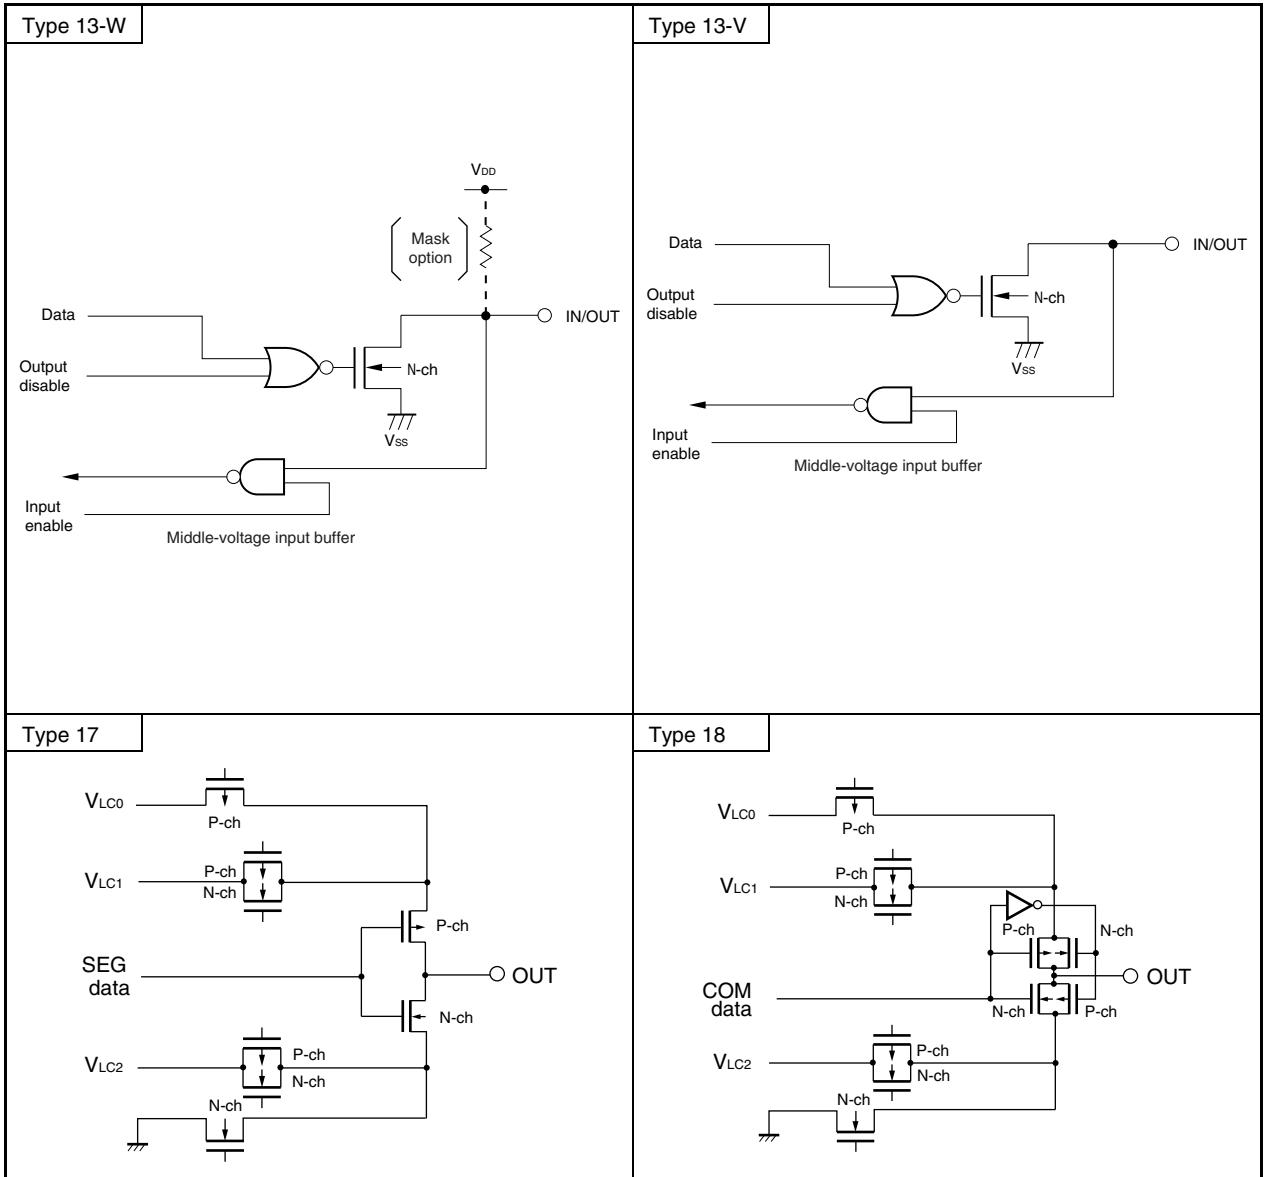 Type 13-W
VDD
Mask
option
Data
IN/OUT
Output
disable
N-ch
VSS
Input
enable
Middle-voltage input buffer
Type 13-V
Data
IN/OUT
Output
disable
N-ch
VSS
Input
enable
Middle-voltage input buffer
Type 17
VLC0
P-ch
VLC1
P-ch
N-ch
P-ch
SEG
data
OUT
N-ch
VLC2
P-ch
N-ch
N-ch
Type 18
VLC0
P-ch
VLC1
P-ch
N-ch
P-ch
N-ch
OUT
COM
data
N-ch
P-ch
VLC2
P-ch
N-ch
N-ch